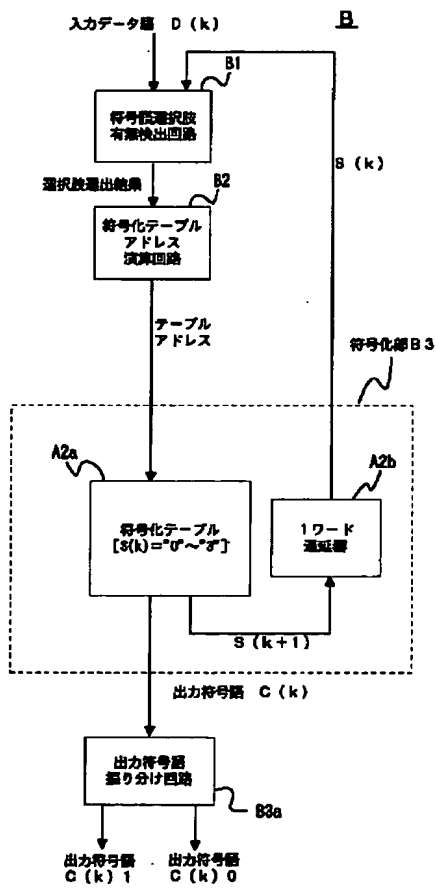 B
入力データ語 D (k)
B1
符号語選択肢
有無検出回路
S (k)
選択肢選出結果
B2
符号化テーブル
アドレス
演算回路
テーブル
アドレス
符号化部B3
A2a
A2b
符号化テーブル
[S(k)="0"～"3"]
1ワード
遅延器
S (k+1)
出力符号語 C (k)
出力符号語
振り分け回路
B3a
出力符号語
C (k) 1
出力符号語
C (k) 0